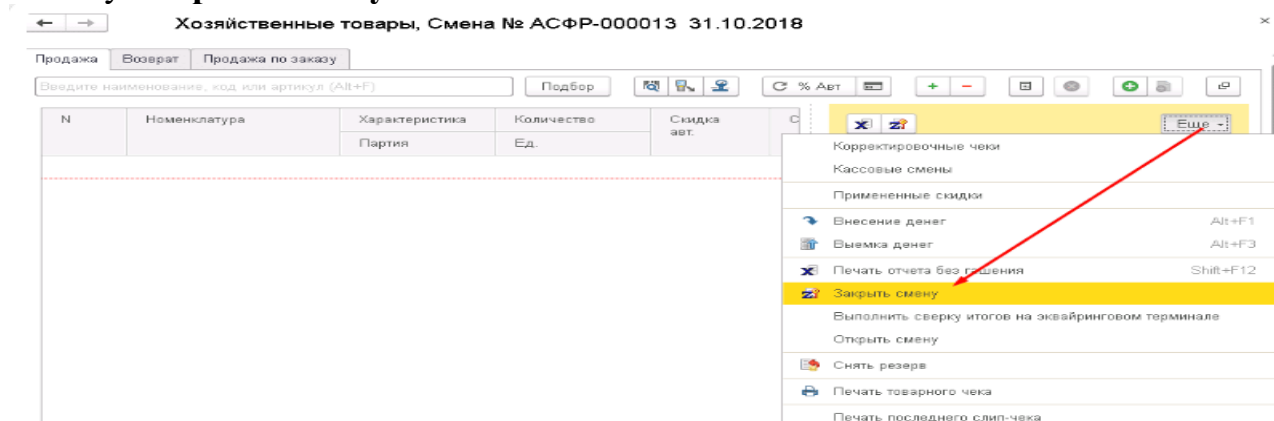 Хозяйственные товары, Смена № АСФР-000013 31.10.2018
Продажа Возврат Продажа по заказу
Введите наименование, код или артикул (Alt+F) Подбор % Авт
N Номенклатура Характеристика Количество Скидка авт. С
Партия Ед.
Еще
Корректировочные чеки
Кассовые смены
Примененные скидки
Внесение денег Alt+F1
Выемка денег Alt+F3
Печать отчета без гашения Shift+F12
Закрыть смену
Выполнить сверку итогов на эквайринговом терминале
Открыть смену
Снять резерв
Печать товарного чека
Печать последнего слип-чека